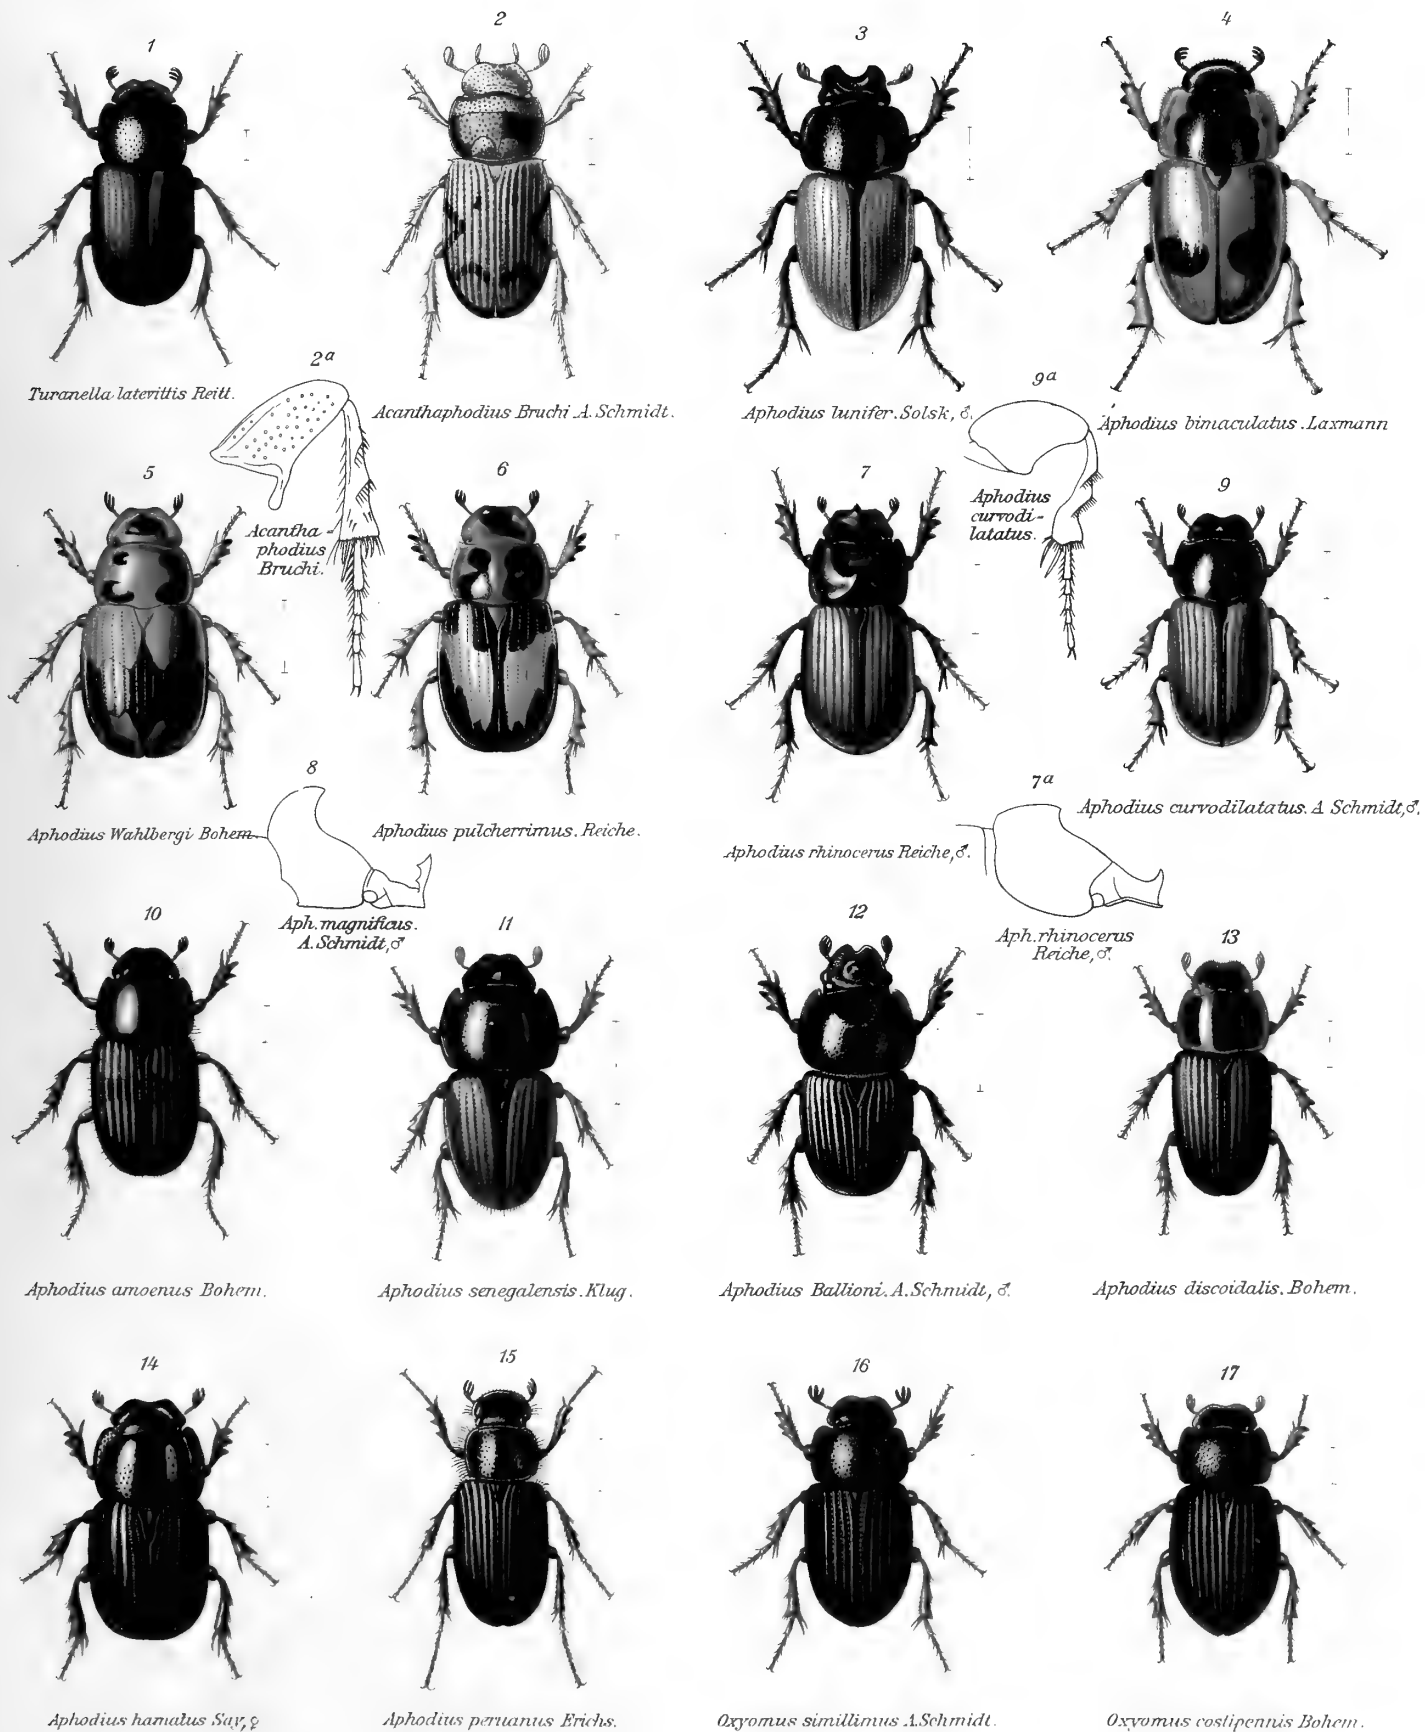 1
2
3
4
Turanella latevittis Reitt.
2a
Acanthaphodius Bruchi A. Schmidt.
Aphodius lunifer. Solsk, ♂.
9a
Aphodius bimaculatus. Laxmann
5
Acantha-
phodius
Bruchi.
6
7
Aphodius
curvodi-
latatus.
9
Aphodius Wahlbergi Bohem.
8
Aphodius pulcherrimus. Reiche.
Aphodius rhinocerus Reiche, ♂.
7a
Aphodius curvodilatatus. A Schmidt, ♂.
Aph. magnificus.
A. Schmidt, ♂
Aph. rhinocerus
Reiche, ♂.
10
11
12
13
Aphodius amoenus Bohem.
Aphodius senegalensis. Klug.
Aphodius Ballioni. A. Schmidt, ♂.
Aphodius discoidalis. Bohem.
14
15
16
17
Aphodius hamatus Say, ♀
Aphodius peruanus Erichs.
Oxyomus simillimus A. Schmidt.
Oxyomus costipennis Bohem.